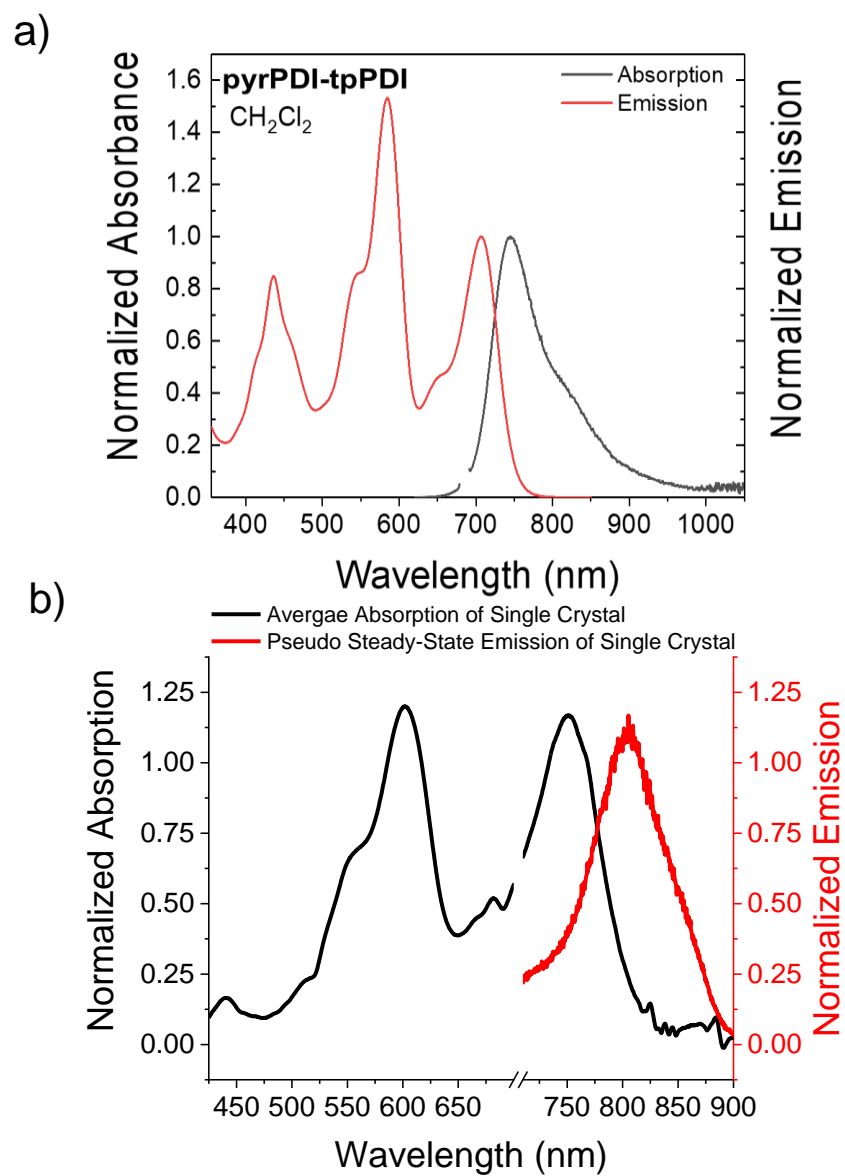 a)
pyrPDI-tpPDI
CH2Cl2
Absorption
Emission
Normalized Absorbance
Normalized Emission
1.6
1.4
1.2
1.0
0.8
0.6
0.4
0.2
0.0
400 500 600 700 800 900 1000
Wavelength (nm)
b)
Avergae Absorption of Single Crystal
Pseudo Steady-State Emission of Single Crystal
Normalized Absorption
1.25
1.00
0.75
0.50
0.25
0.00
1.25
1.00
0.75
0.50
0.25
0.00
Normalized Emission
450 500 550 600 650 750 800 850 900
Wavelength (nm)